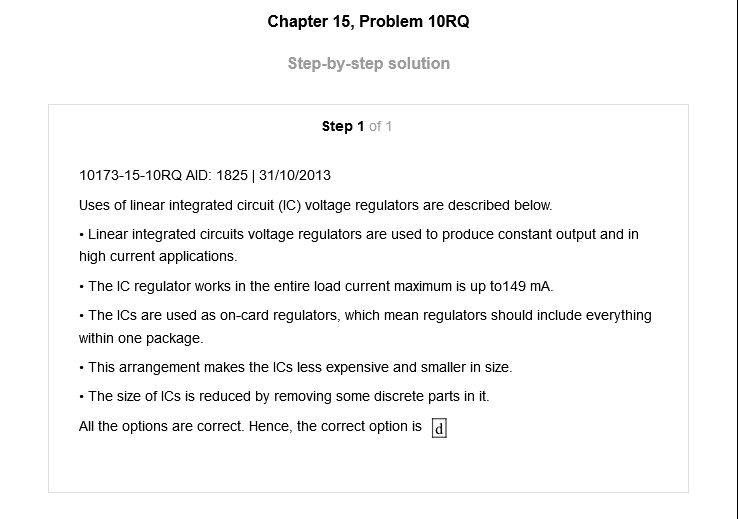 Chapter 15, Problem 10RQ
Step-by-step solution
Step 1 of 1
10173-15-10RQ AID: 1825 | 31/10/2013
Uses of linear integrated circuit (IC) voltage regulators are described below.
• Linear integrated circuits voltage regulators are used to produce constant output and in
high current applications.
• The IC regulator works in the entire load current maximum is up to149 mA.
• The ICs are used as on-card regulators, which mean regulators should include everything
within one package.
• This arrangement makes the ICs less expensive and smaller in size.
• The size of ICs is reduced by removing some discrete parts in it.
All the options are correct. Hence, the correct option is d